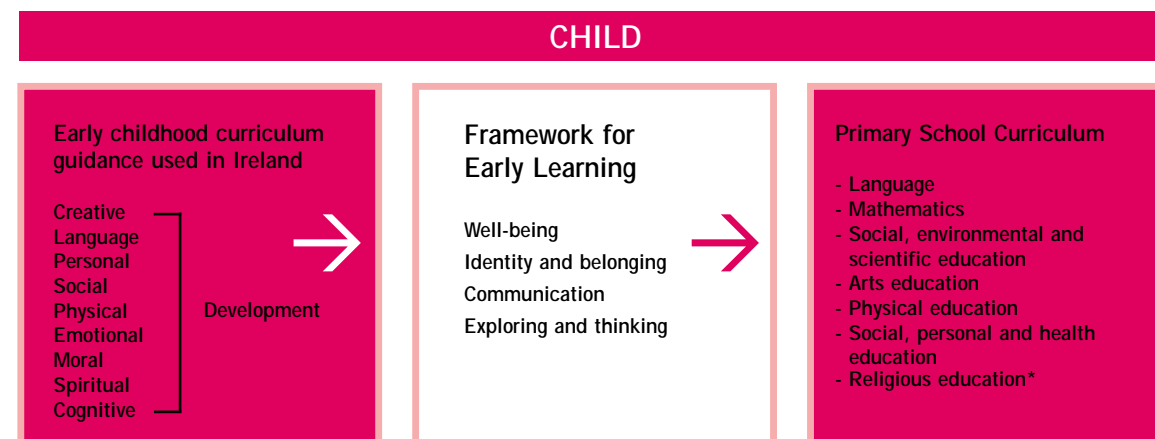 CHILD
Early childhood curriculum
guidance used in Ireland
Creative
Language
Personal
Social
Physical
Emotional
Moral
Spiritual
Cognitive
Development
Framework for
Early Learning
Well-being
Identity and belonging
Communication
Exploring and thinking
Primary School Curriculum
- Language
- Mathematics
- Social, environmental and
scientific education
- Arts education
- Physical education
- Social, personal and health
education
- Religious education*